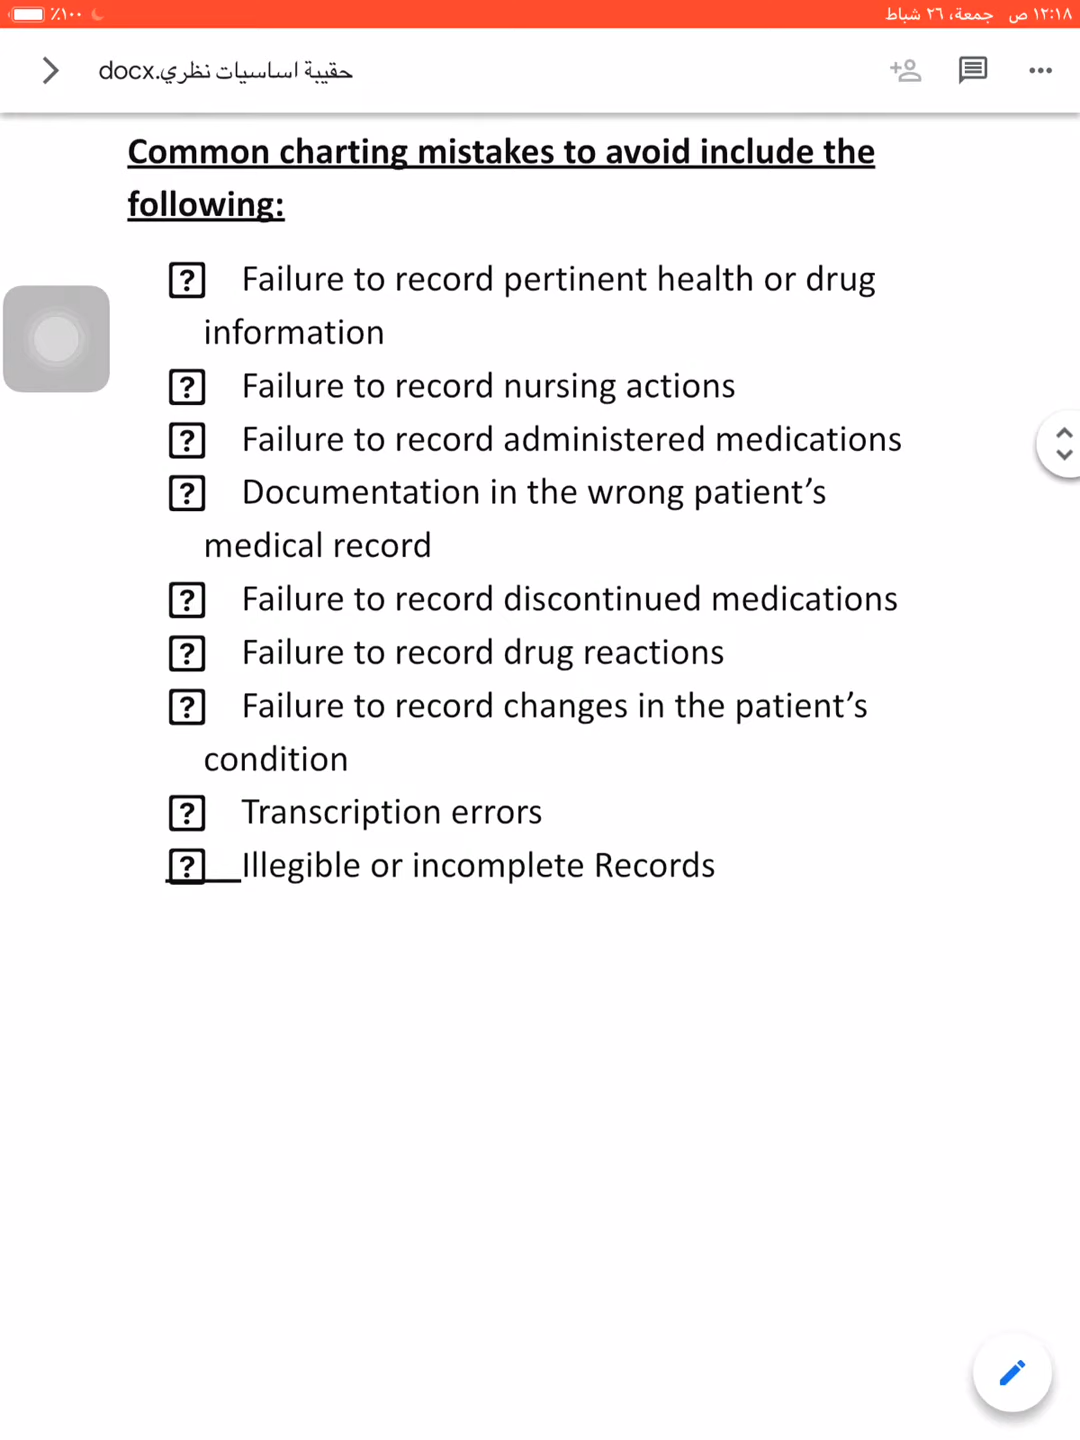 ٪١٠٠ جمعة، ٢٦ شباط ١٢:١٨ ص
حقيبة اساسيات نظري.docx
Common charting mistakes to avoid include the
following:
Failure to record pertinent health or drug
information
Failure to record nursing actions
Failure to record administered medications
Documentation in the wrong patient’s
medical record
Failure to record discontinued medications
Failure to record drug reactions
Failure to record changes in the patient’s
condition
Transcription errors
Illegible or incomplete Records